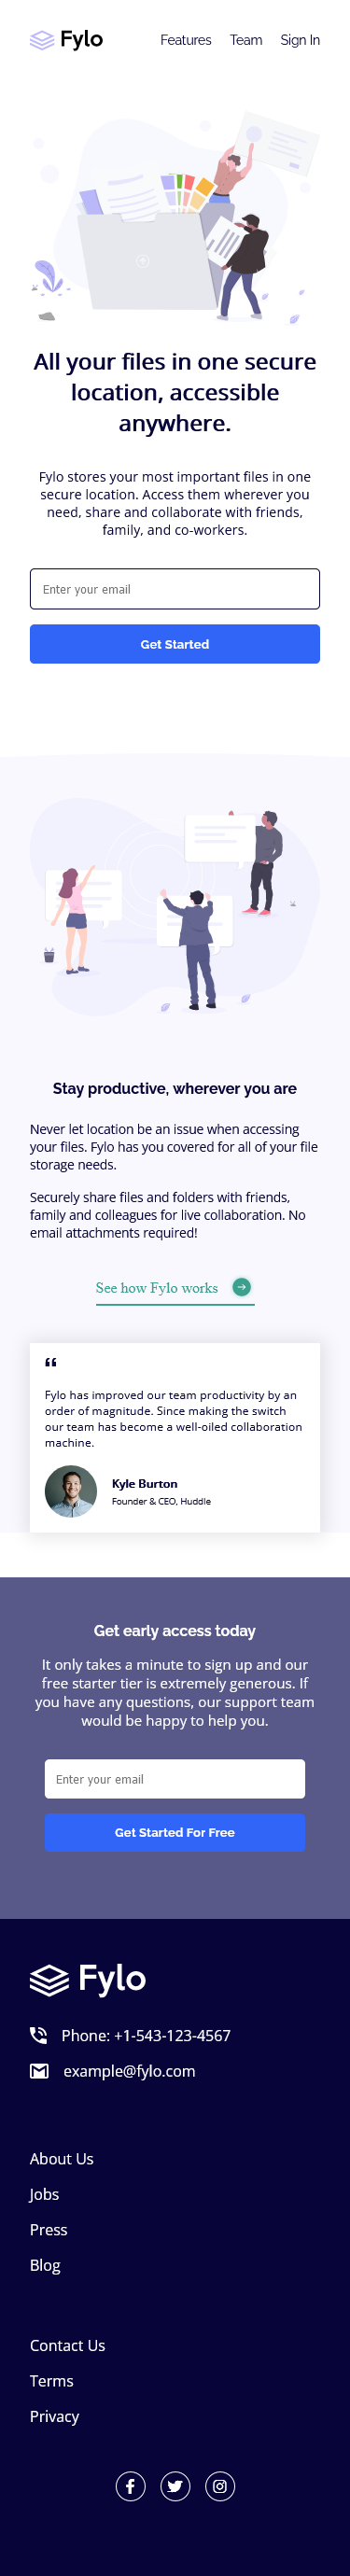 Fylo
Features
Team
Sign In
All your files in one secure
location, accessible
anywhere.
Fylo stores your most important files in one
secure location. Access them wherever you
need, share and collaborate with friends,
family, and co-workers.
Enter your email
Get Started
Stay productive, wherever you are
Never let location be an issue when accessing
your files. Fylo has you covered for all of your file
storage needs.
Securely share files and folders with friends,
family and colleagues for live collaboration. No
email attachments required!
See how Fylo works
“
Fylo has improved our team productivity by an
order of magnitude. Since making the switch
our team has become a well-oiled collaboration
machine.
Kyle Burton
Founder & CEO, Huddle
Get early access today
It only takes a minute to sign up and our
free starter tier is extremely generous. If
you have any questions, our support team
would be happy to help you.
Enter your email
Get Started For Free
Fylo
Phone: +1-543-123-4567
example@fylo.com
About Us
Jobs
Press
Blog
Contact Us
Terms
Privacy